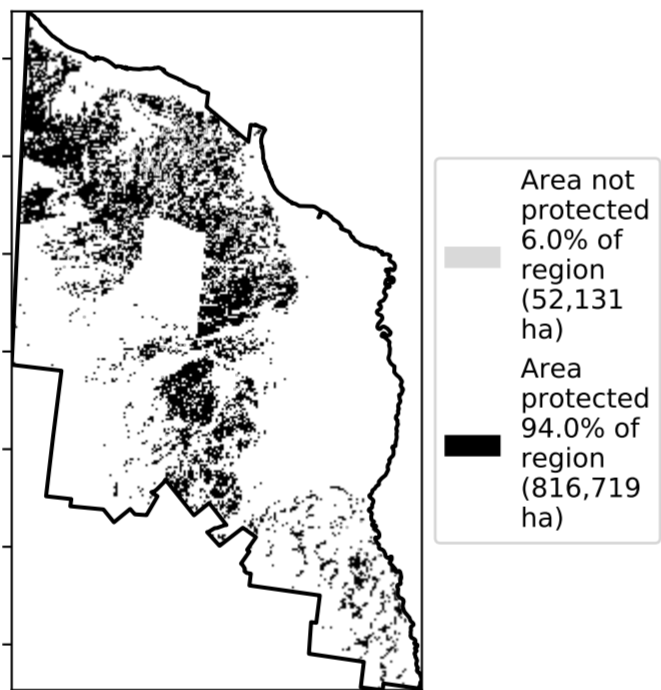 Area not
protected
6.0% of
region
(52,131
ha)
Area
protected
94.0% of
region
(816,719
ha)